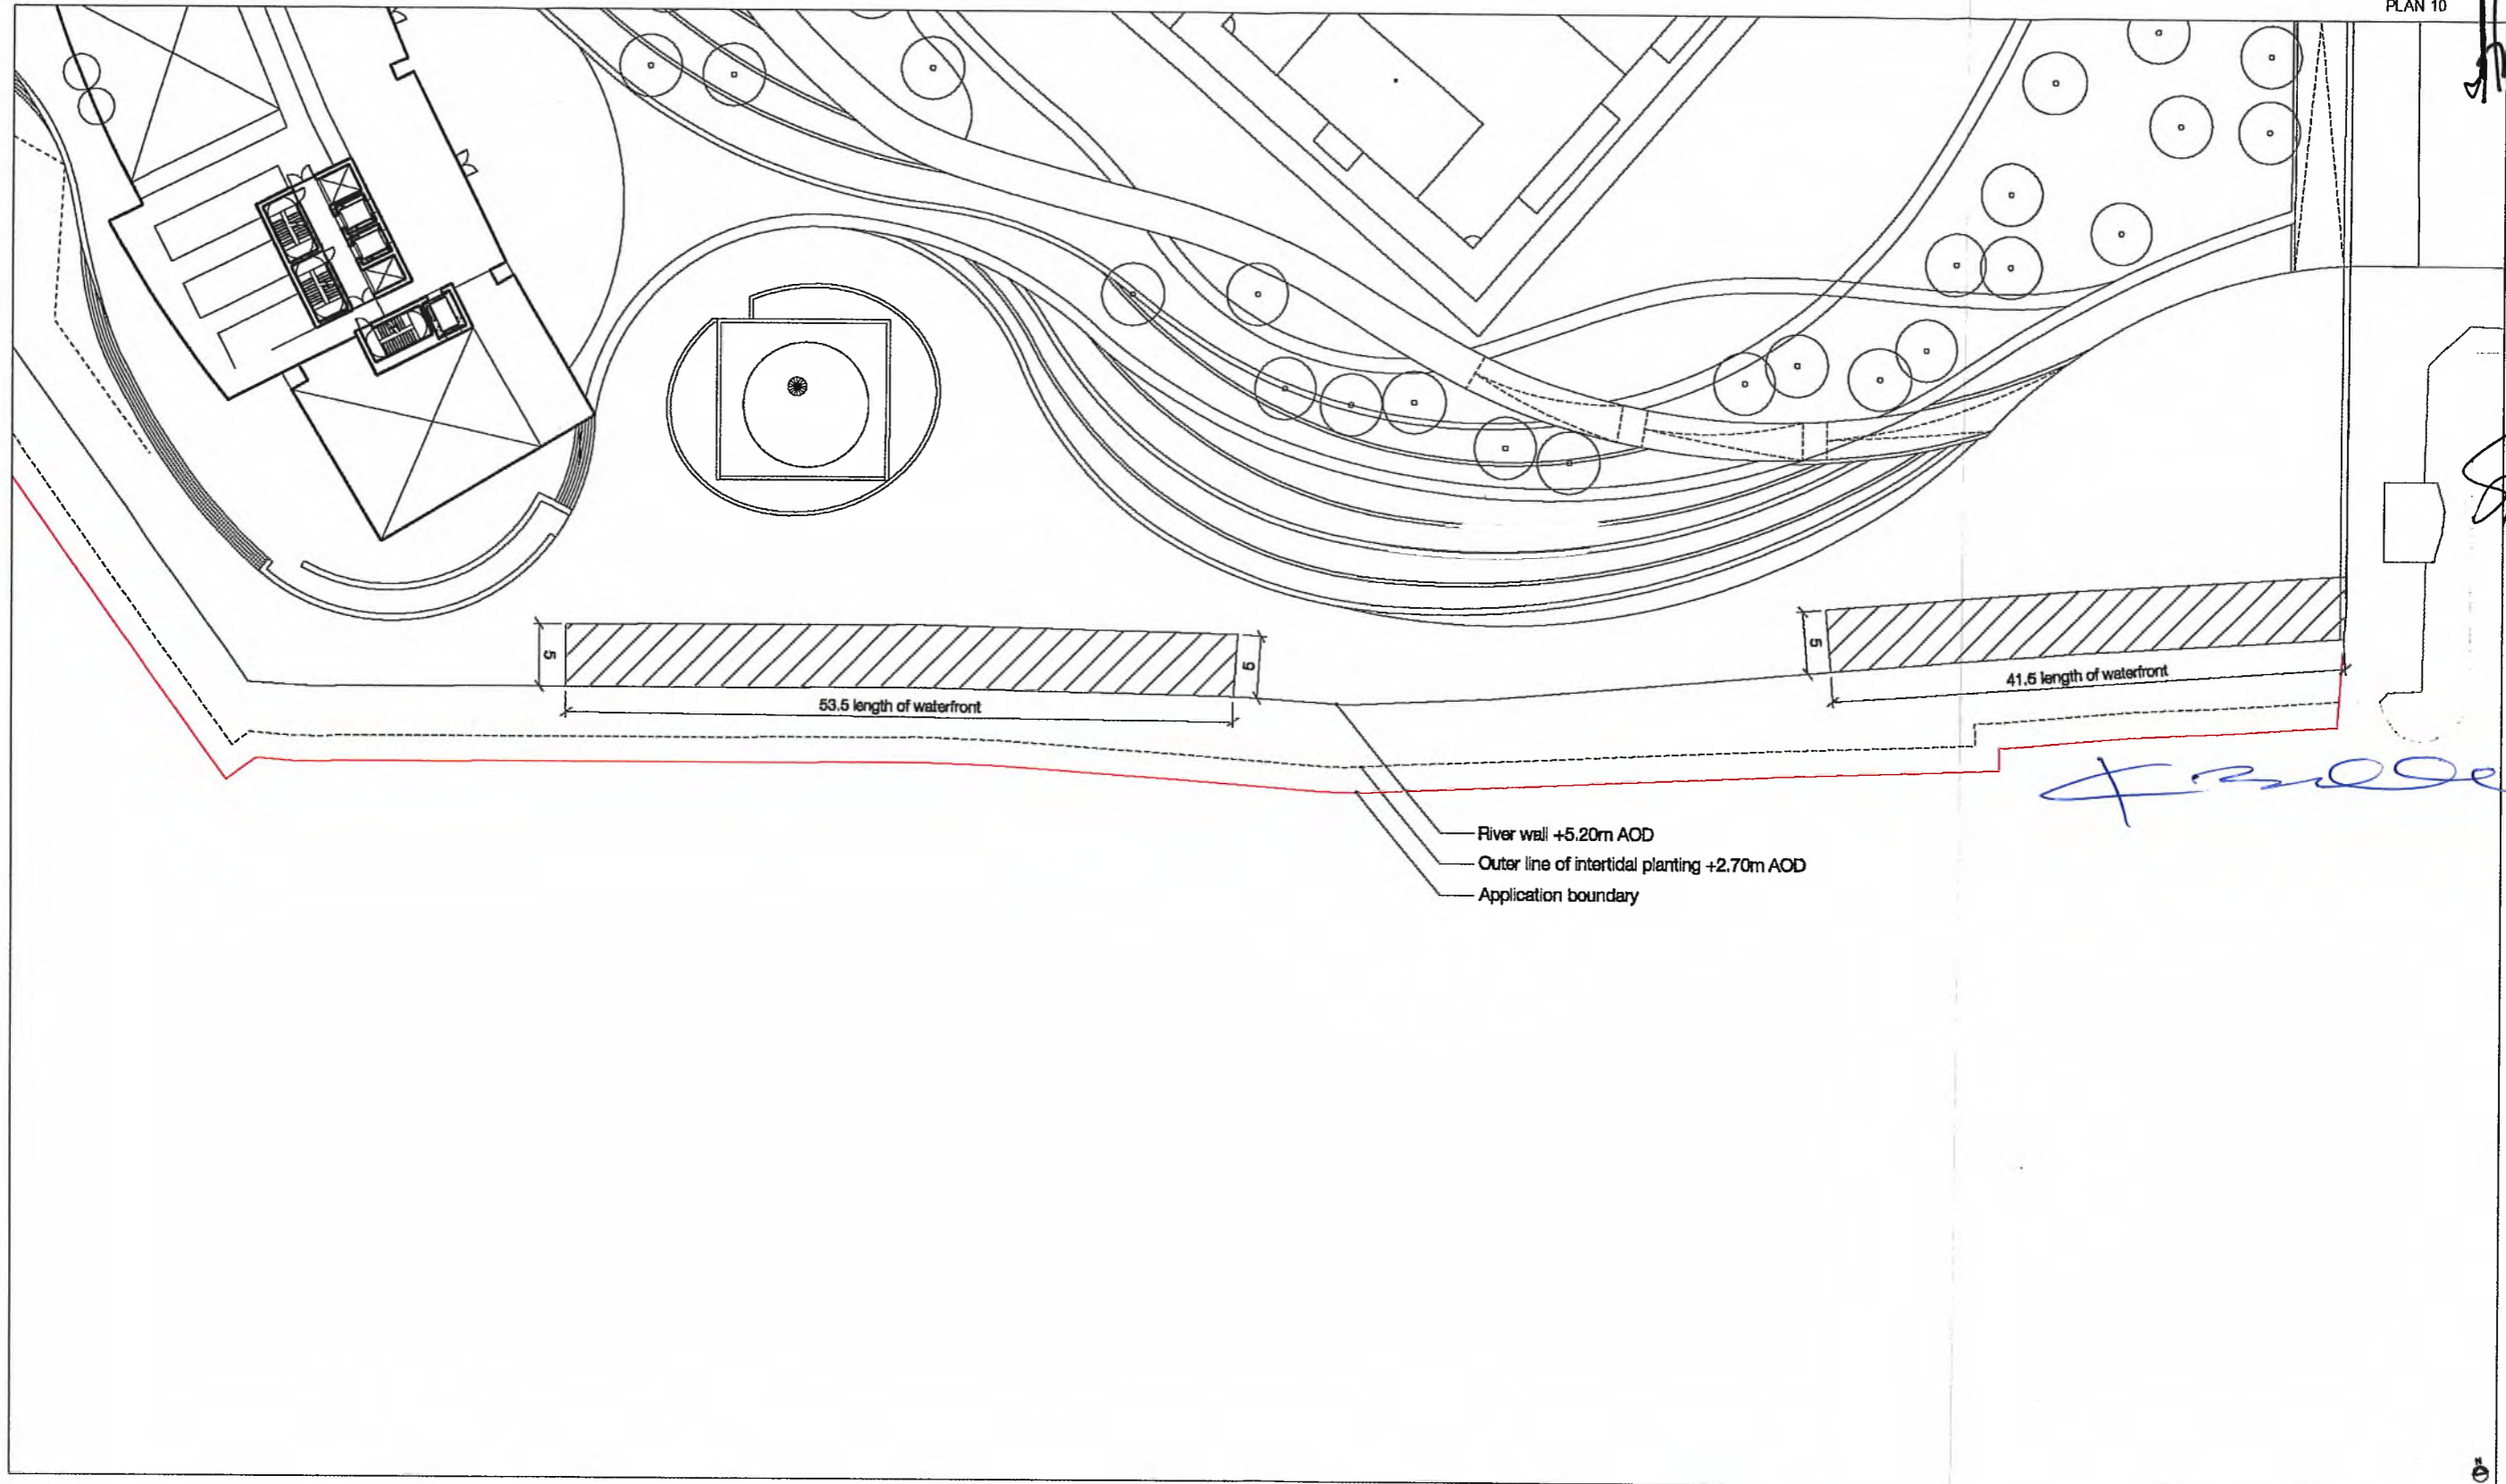 PLAN 10
5
5
53.5 length of waterfront
5
41.5 length of waterfront
River wall +5.20m AOD
Outer line of intertidal planting +2.70m AOD
Application boundary
N